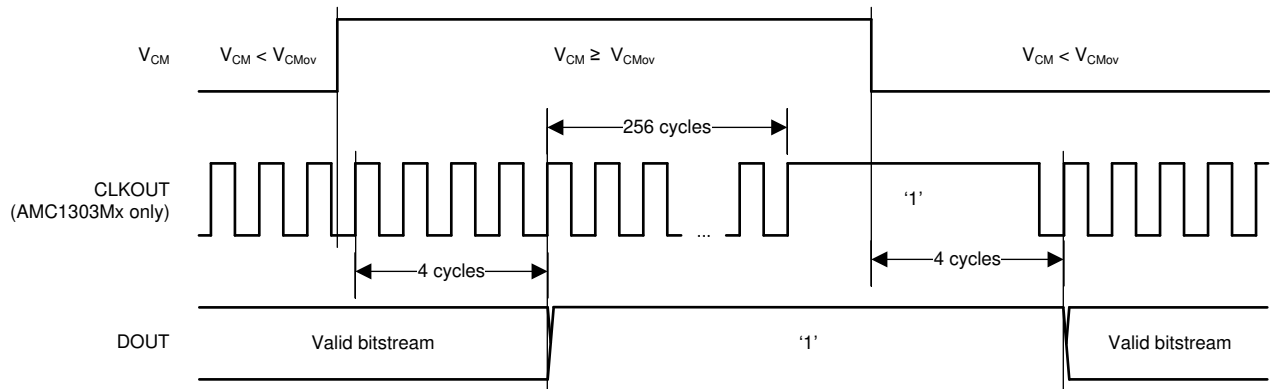 V_CM
V_CM < V_CMov
V_CM ≥ V_CMov
V_CM < V_CMov
256 cycles
CLKOUT
(AMC1303Mx only)
...
‘1’
4 cycles
4 cycles
DOUT
Valid bitstream
‘1’
Valid bitstream